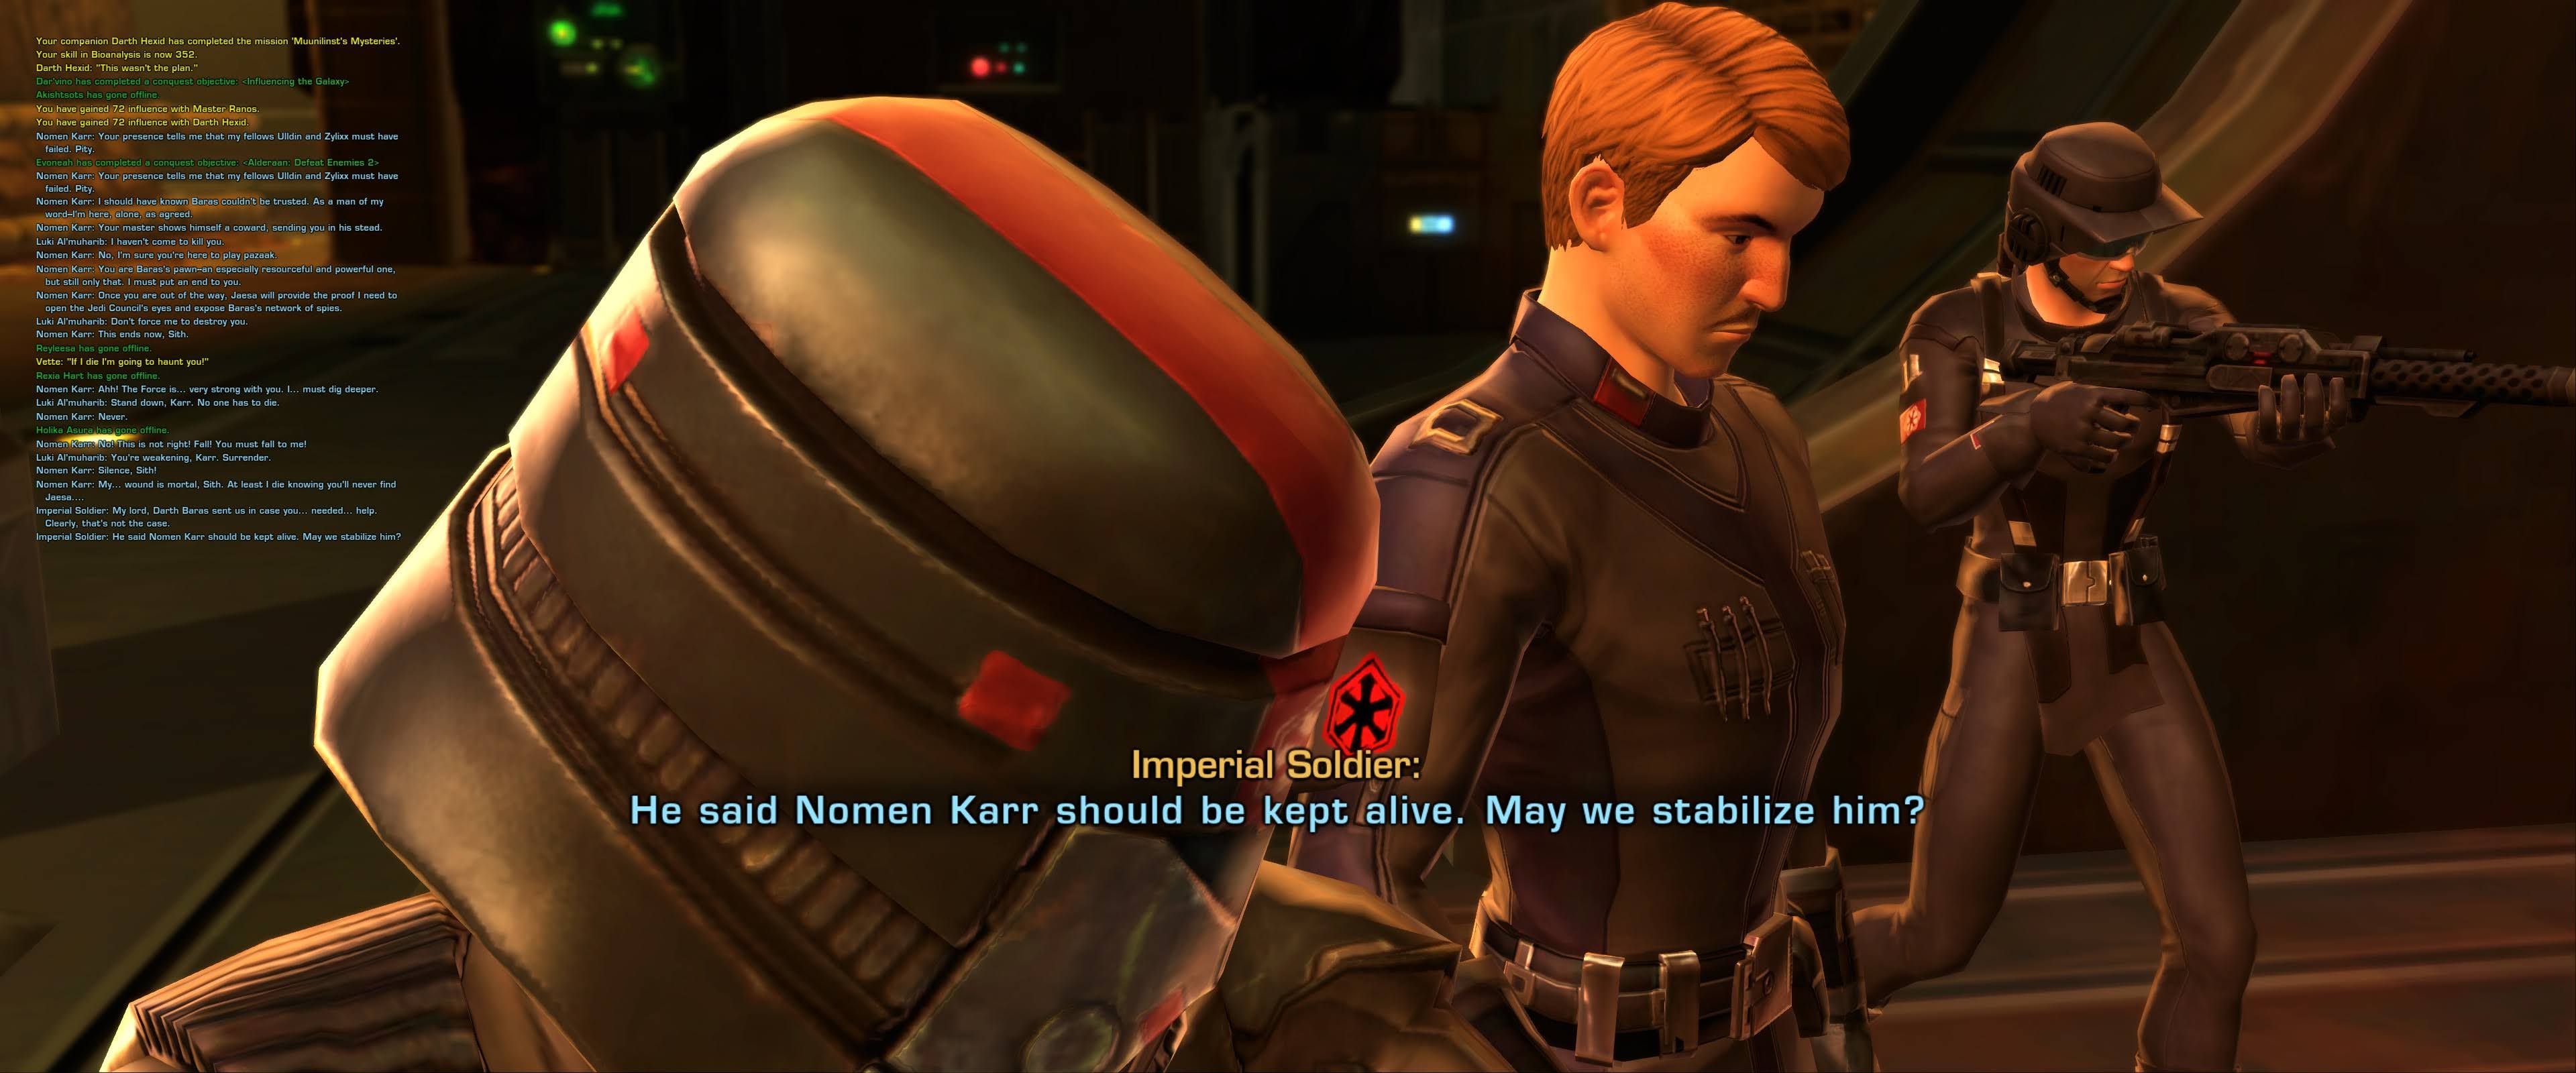 Your companion Darth Hexid has completed the mission 'Muunilinst's Mysteries'.
Your skill in Bioanalysis is now 352.
Darth Hexid: "This wasn't the plan."
Dar'vino has completed a conquest objective: <Influencing the Galaxy>
Akishtsots has gone offline.
You have gained 72 influence with Master Ranos.
You have gained 72 influence with Darth Hexid.
Nomen Karr: Your presence tells me that my fellows Ulldin and Zylixx must have
failed. Pity.
Evoneah has completed a conquest objective: <Alderaan: Defeat Enemies 2>
Nomen Karr: Your presence tells me that my fellows Ulldin and Zylixx must have
failed. Pity.
Nomen Karr: I should have known Baras couldn't be trusted. As a man of my
word–I'm here, alone, as agreed.
Nomen Karr: Your master shows himself a coward, sending you in his stead.
Luki Al'muharib: I haven't come to kill you.
Nomen Karr: No, I'm sure you're here to play pazaak.
Nomen Karr: You are Baras's pawn–an especially resourceful and powerful one,
but still only that. I must put an end to you.
Nomen Karr: Once you are out of the way, Jaesa will provide the proof I need to
open the Jedi Council's eyes and expose Baras's network of spies.
Luki Al'muharib: Don't force me to destroy you.
Nomen Karr: This ends now, Sith.
Reyleesa has gone offline.
Vette: "If I die I'm going to haunt you!"
Rexia Hart has gone offline.
Nomen Karr: Ahh! The Force is... very strong with you. I... must dig deeper.
Luki Al'muharib: Stand down, Karr. No one has to die.
Nomen Karr: Never.
Holika Asura has gone offline.
Nomen Karr: No! This is not right! Fall! You must fall to me!
Luki Al'muharib: You're weakening, Karr. Surrender.
Nomen Karr: Silence, Sith!
Nomen Karr: My... wound is mortal, Sith. At least I die knowing you'll never find
Jaesa....
Imperial Soldier: My lord, Darth Baras sent us in case you... needed... help.
Clearly, that's not the case.
Imperial Soldier: He said Nomen Karr should be kept alive. May we stabilize him?
Imperial Soldier:
He said Nomen Karr should be kept alive. May we stabilize him?